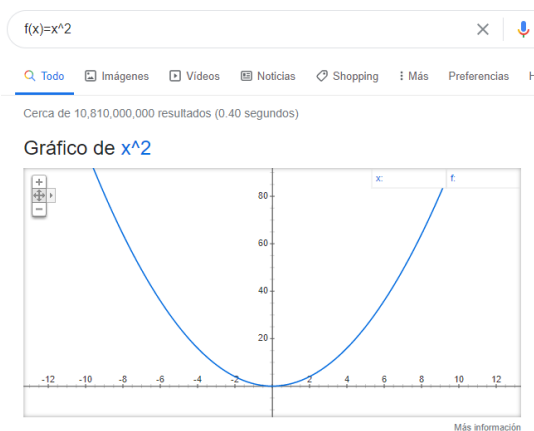 f(x)=x^2
Todo Imágenes Vídeos Noticias Shopping Más Preferencias H
Cerca de 10,810,000,000 resultados (0.40 segundos)
Gráfico de x^2
x: f:
80
60
40
20
-12 -10 -8 -6 -4 -2 2 4 6 8 10 12
Más información